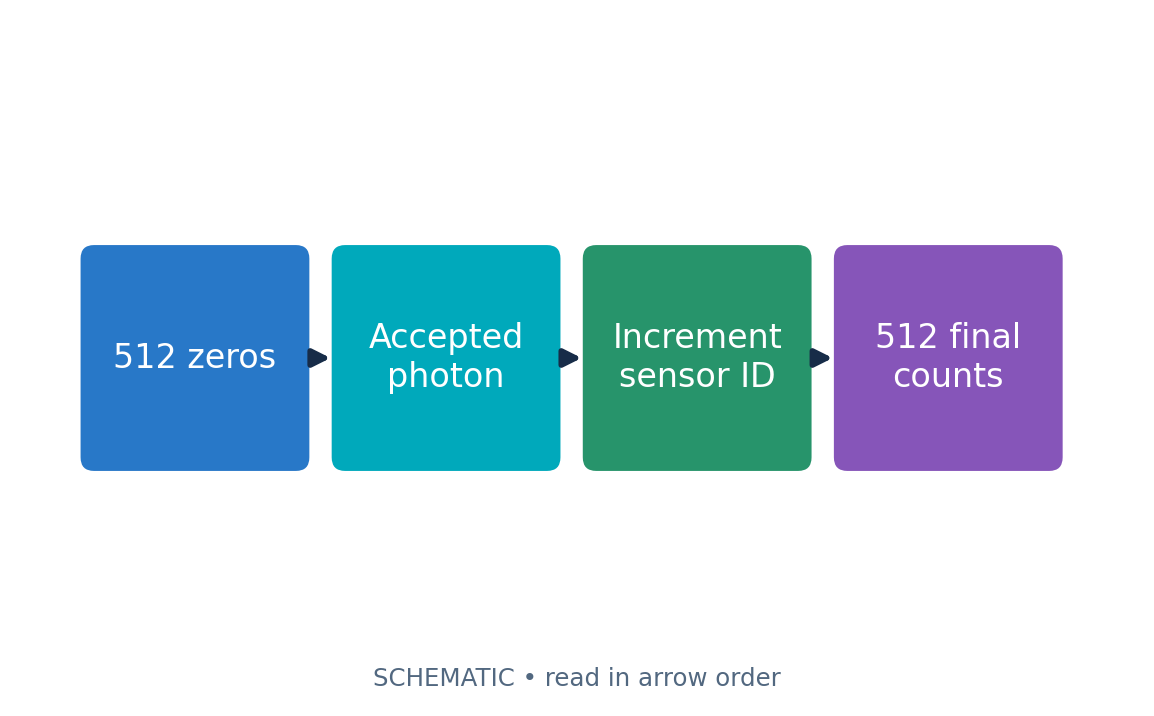 512 zeros
Accepted
photon
Increment
sensor ID
512 final
counts
SCHEMATIC • read in arrow order